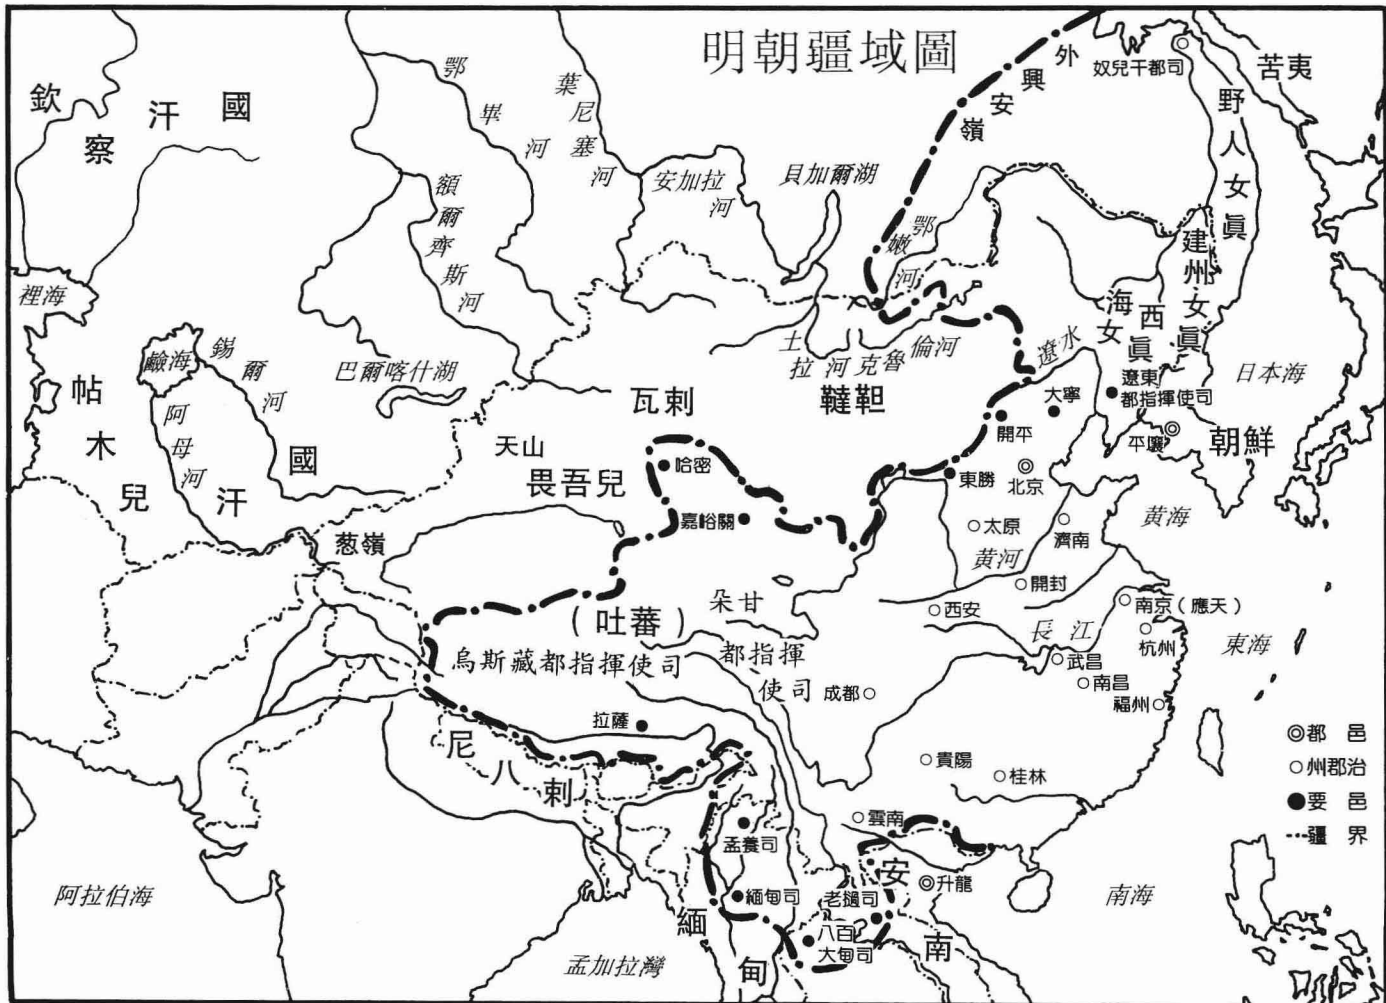 明朝疆域圖
欽察汗國
鄂畢河
葉尼塞河
額爾齊斯河
安加拉河
貝加爾湖
外興安嶺
奴兒干都司
苦夷
野人女眞
嫩河
鄂
建州女眞
海西女眞
裡海
鹹海
錫爾河
阿母河
巴爾喀什湖
帖木兒汗國
土拉河
克魯倫河
遼水
瓦剌
韃靼
大寧
開平
遼東
都指揮使司
日本海
平壤
朝鮮
天山
畏吾兒
哈密
嘉峪關
東勝
北京
太原
濟南
黃河
黃海
葱嶺
開封
西安
南京（應天）
杭州
東海
長江
武昌
南昌
福州
朵甘
都指揮
使司
（吐蕃）
烏斯藏都指揮使司
成都
拉薩
尼八剌
貴陽
桂林
雲南
孟養司
緬甸司
老撾司
八百
大甸司
安南
升龍
緬甸
阿拉伯海
孟加拉灣
南海
◎都邑
○州郡治
●要邑
疆界